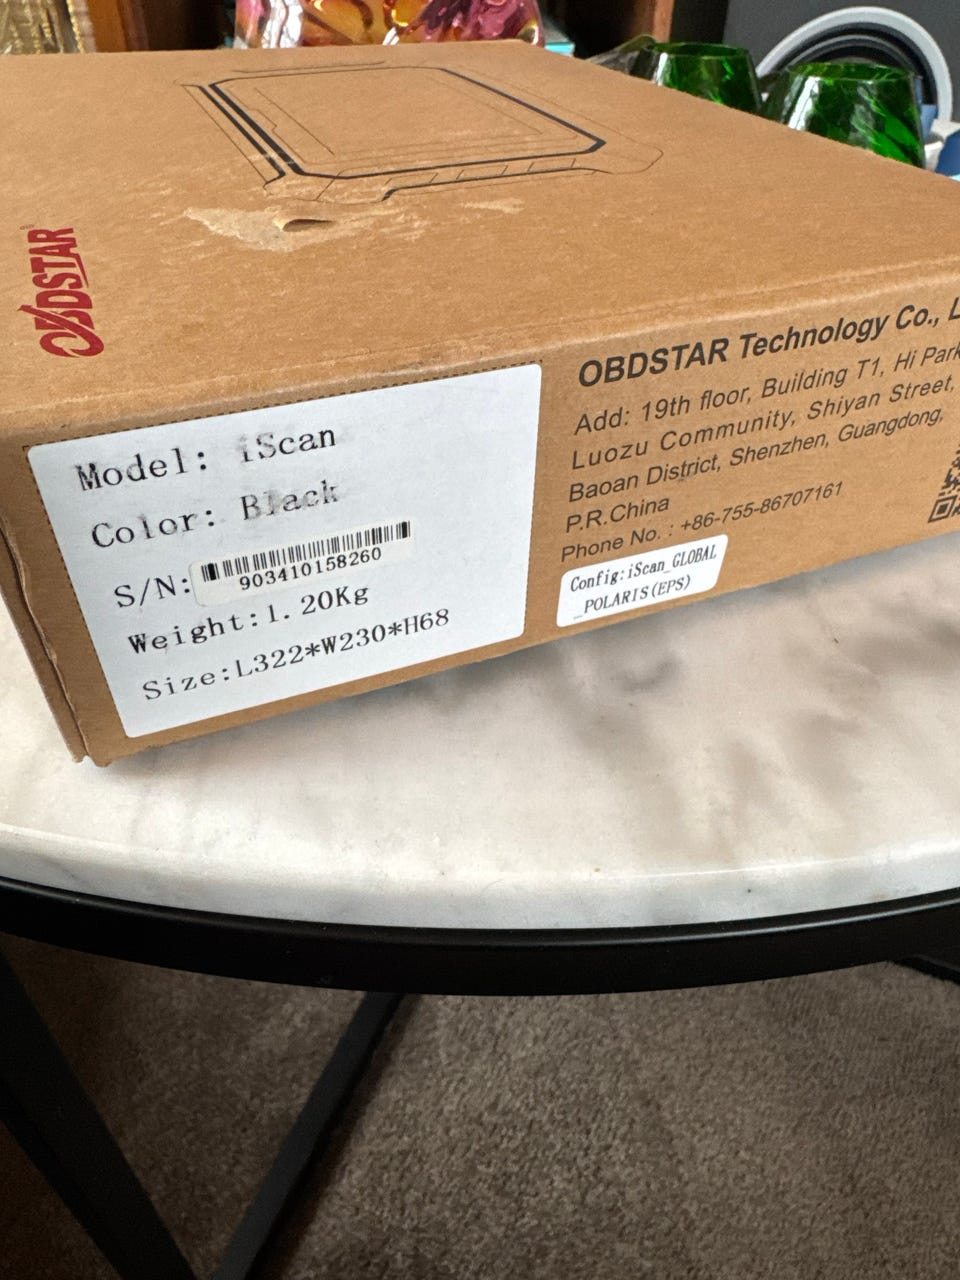 OBDSTAR
Model: iScan
Color: Black
S/N:
903410158260
Weight:1. 20Kg
Size:L322*W230*H68
OBDSTAR Technology Co., L
Add: 19th floor, Building T1, Hi Park
Luozu Community, Shiyan Street,
Baoan District, Shenzhen, Guangdong,
P.R.China
Phone No. : +86-755-86707161
Config:iScan_GLOBAL
_POLARIS(EPS)